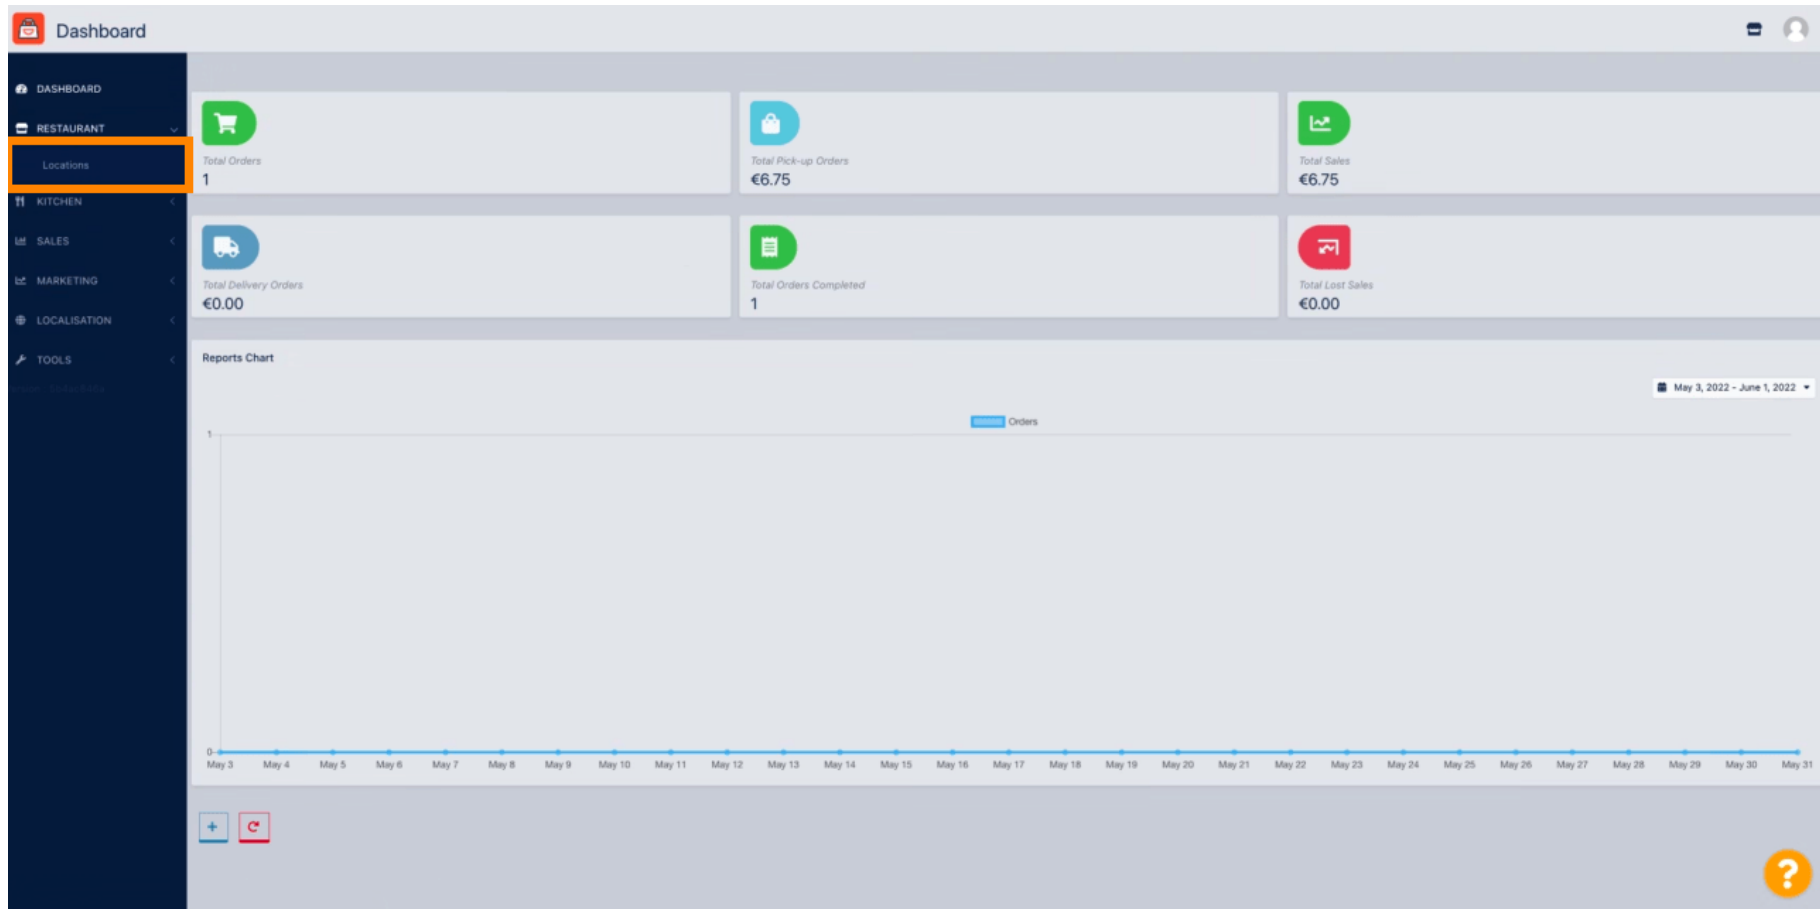 Dashboard
DASHBOARD
RESTAURANT
Locations
KITCHEN
SALES
MARKETING
LOCALISATION
TOOLS
Total Orders
1
Total Pick-up Orders
€6.75
Total Sales
€6.75
Total Delivery Orders
€0.00
Total Orders Completed
1
Total Lost Sales
€0.00
Reports Chart
May 3, 2022 - June 1, 2022
Orders
1
0
May 3 May 4 May 5 May 6 May 7 May 8 May 9 May 10 May 11 May 12 May 13 May 14 May 15 May 16 May 17 May 18 May 19 May 20 May 21 May 22 May 23 May 24 May 25 May 26 May 27 May 28 May 29 May 30 May 31
+
?